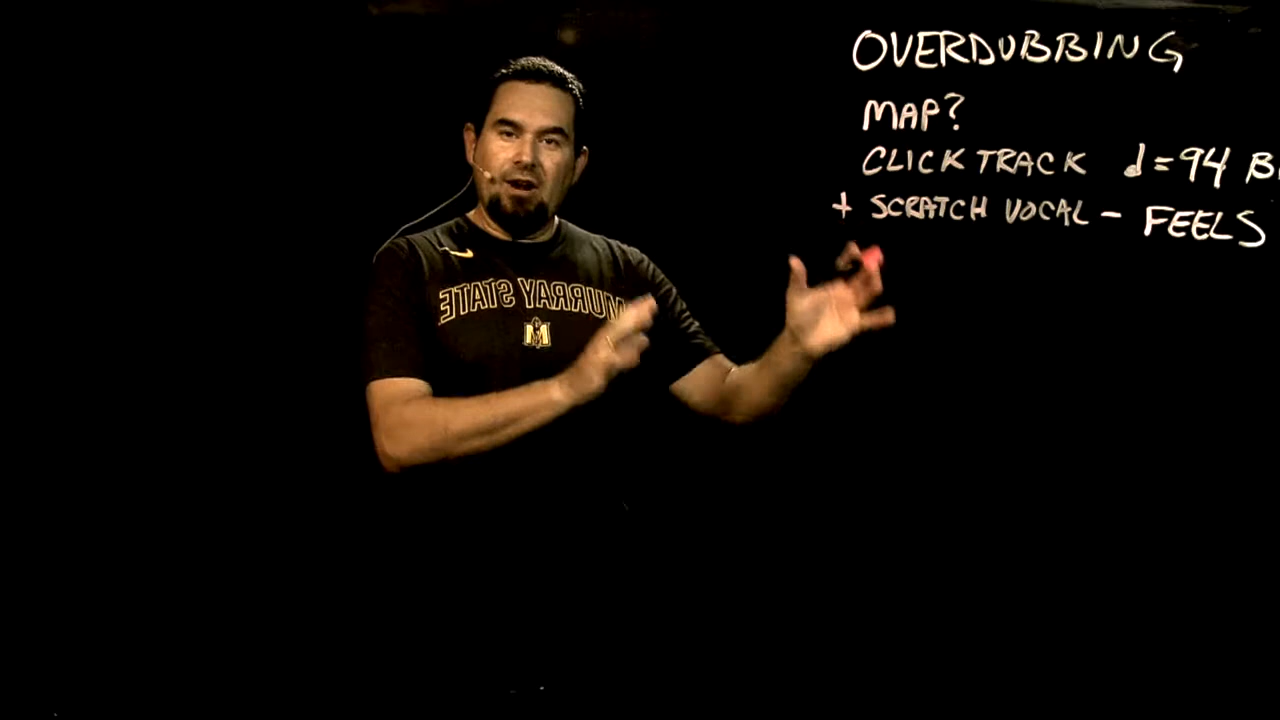 OVERDUBBING
MAP?
CLICK TRACK ♩=94 B
+ SCRATCH VOCAL - FEELS
MURRAY STATE
M